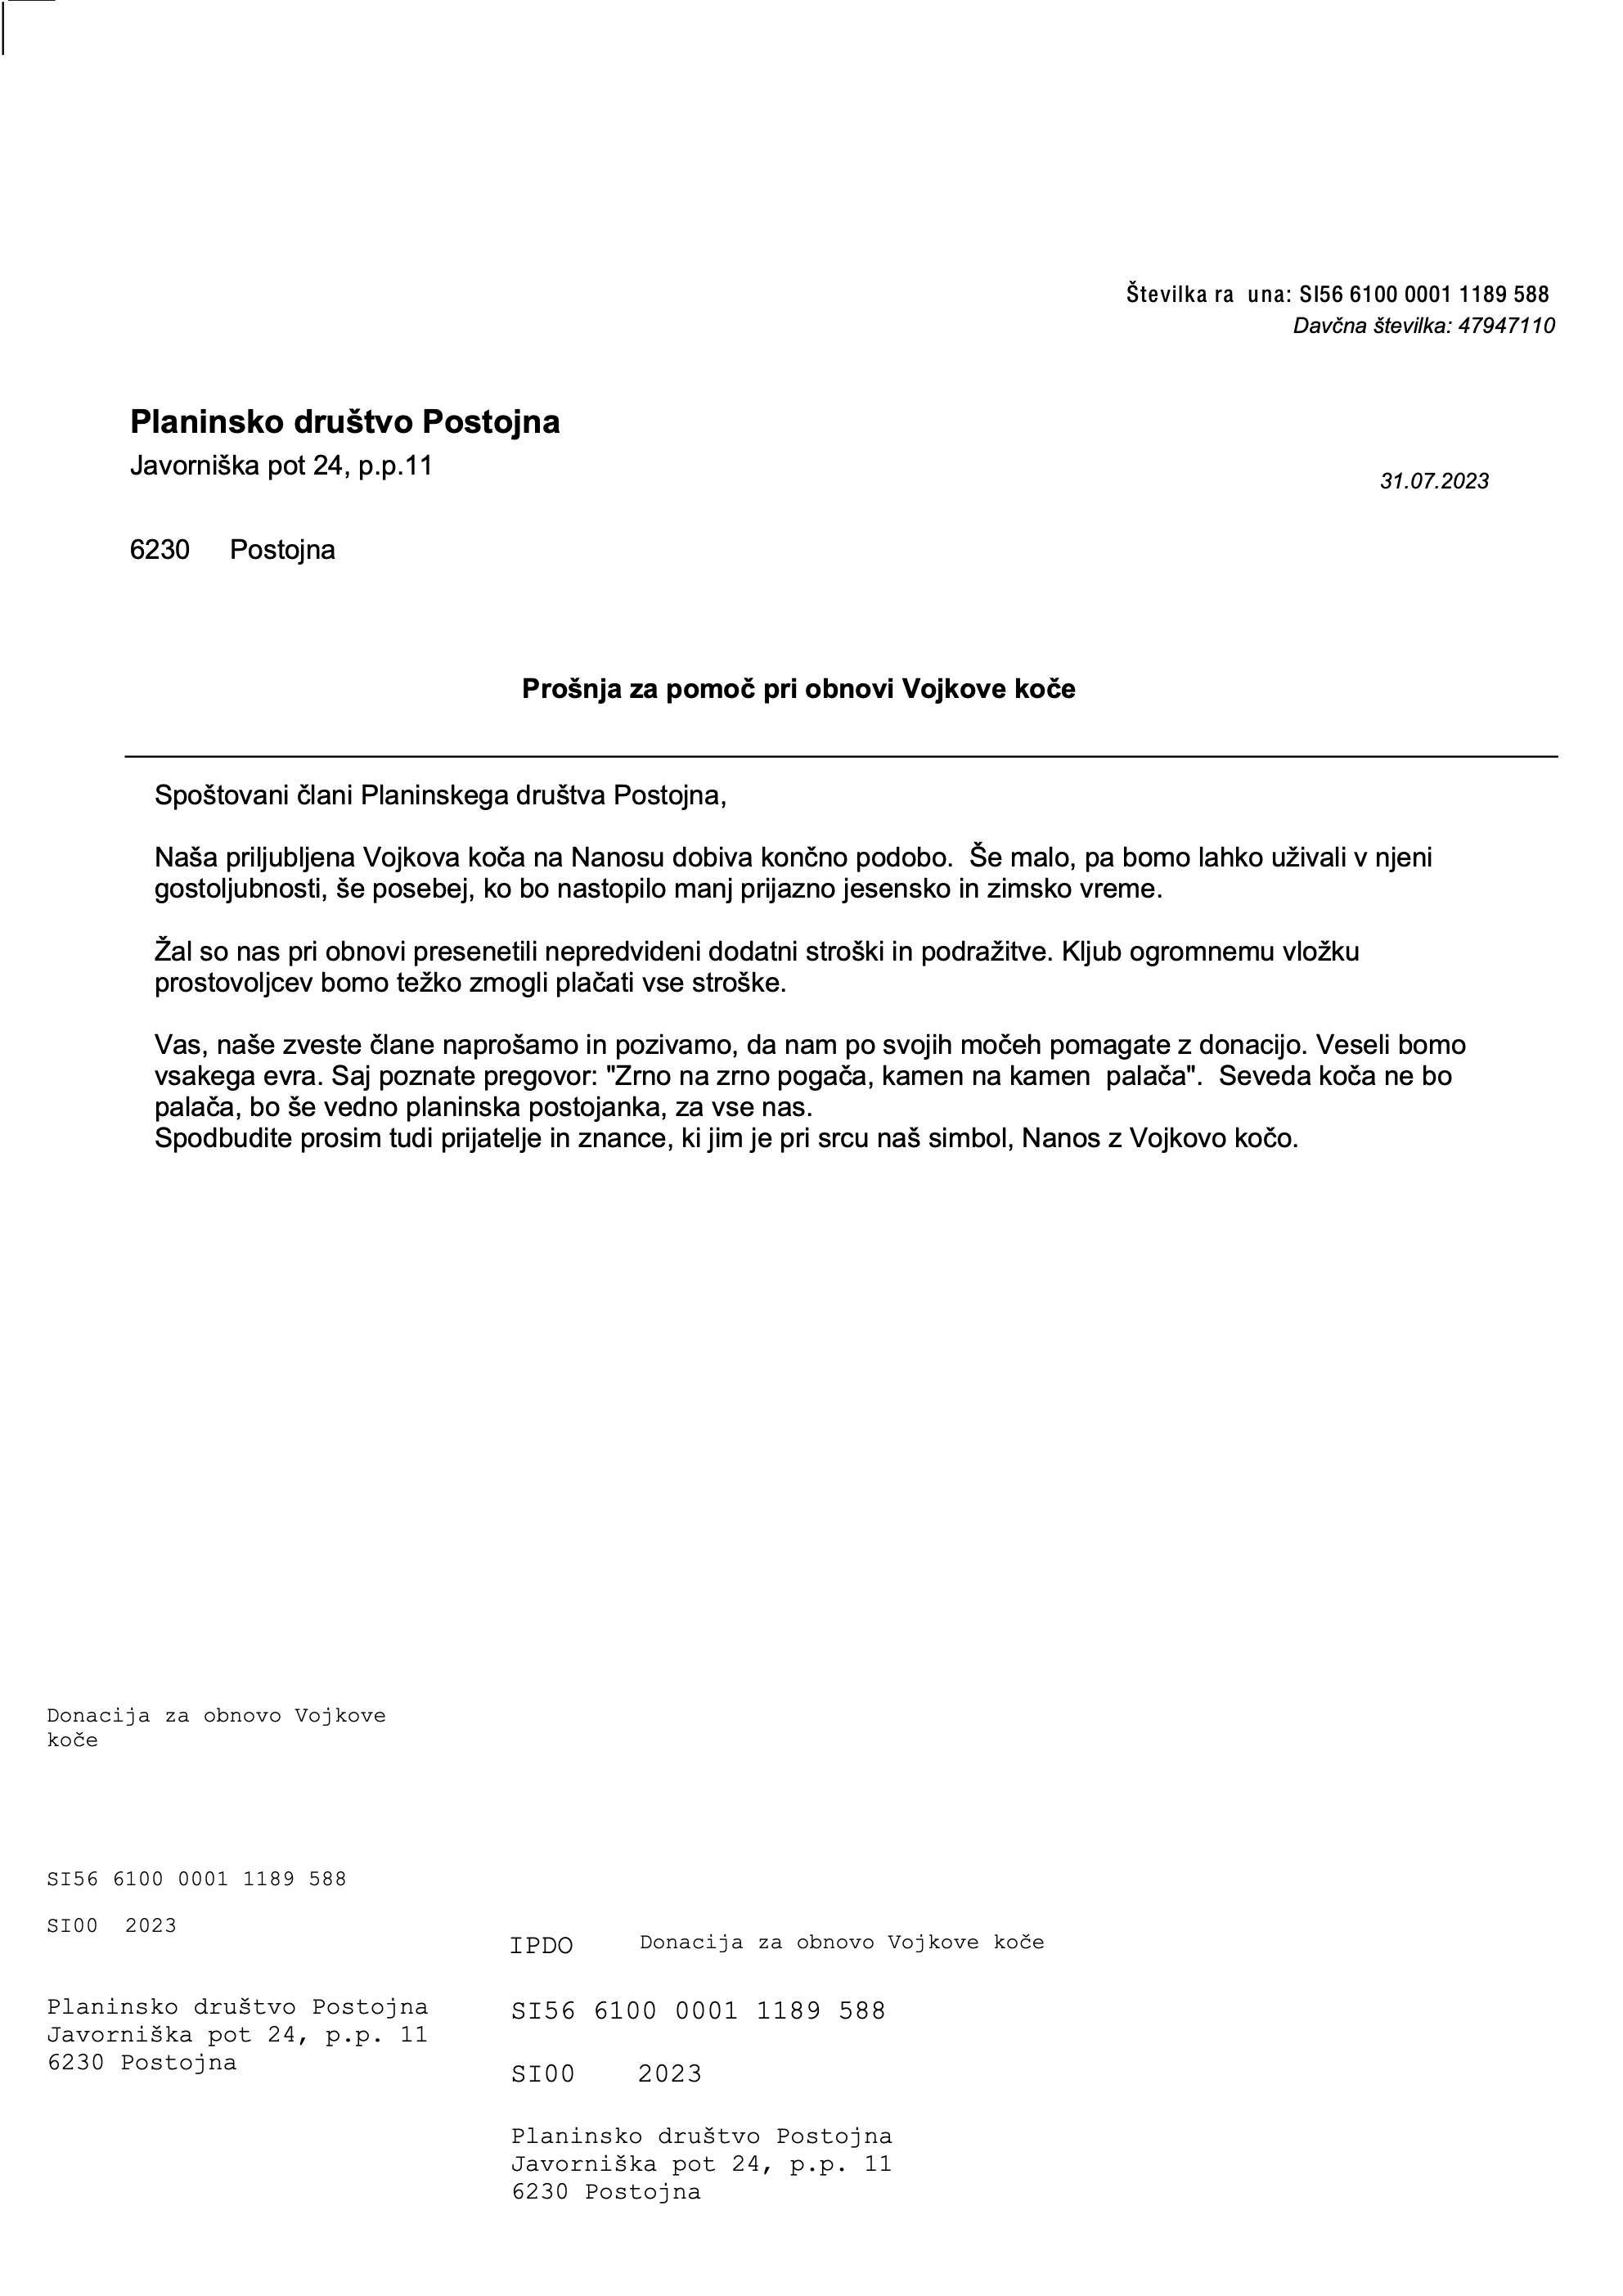 Številka ra una: SI56 6100 0001 1189 588
Davčna številka: 47947110
Planinsko društvo Postojna
Javorniška pot 24, p.p.11
31.07.2023
6230 Postojna
Prošnja za pomoč pri obnovi Vojkove koče
Spoštovani člani Planinskega društva Postojna,
Naša priljubljena Vojkova koča na Nanosu dobiva končno podobo.  Še malo, pa bomo lahko uživali v njeni
gostoljubnosti, še posebej, ko bo nastopilo manj prijazno jesensko in zimsko vreme.
Žal so nas pri obnovi presenetili nepredvideni dodatni stroški in podražitve. Kljub ogromnemu vložku
prostovoljcev bomo težko zmogli plačati vse stroške.
Vas, naše zveste člane naprošamo in pozivamo, da nam po svojih močeh pomagate z donacijo. Veseli bomo
vsakega evra. Saj poznate pregovor: "Zrno na zrno pogača, kamen na kamen  palača".  Seveda koča ne bo
palača, bo še vedno planinska postojanka, za vse nas.
Spodbudite prosim tudi prijatelje in znance, ki jim je pri srcu naš simbol, Nanos z Vojkovo kočo.
Donacija za obnovo Vojkove
koče
SI56 6100 0001 1189 588
SI00  2023
Planinsko društvo Postojna
Javorniška pot 24, p.p. 11
6230 Postojna
IPDO Donacija za obnovo Vojkove koče
SI56 6100 0001 1189 588
SI00 2023
Planinsko društvo Postojna
Javorniška pot 24, p.p. 11
6230 Postojna